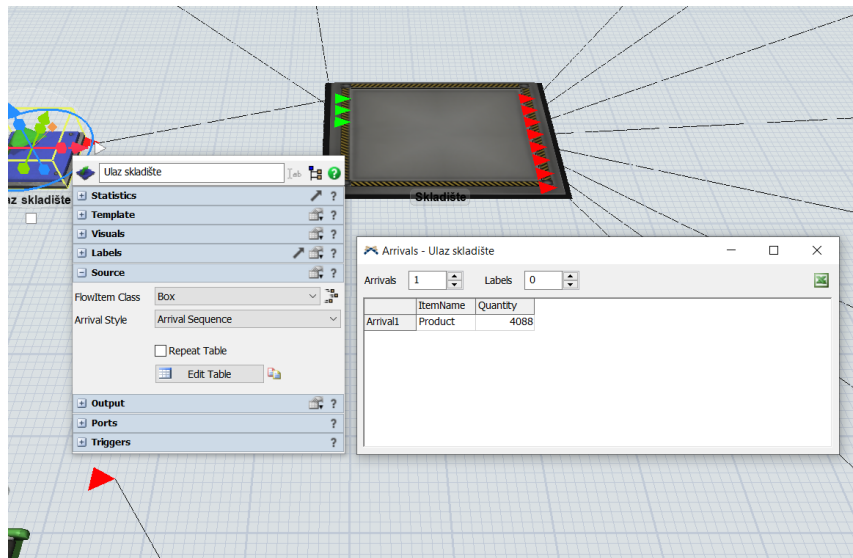 Ulaz skladište
Statistics ?
Template ?
Visuals ?
Labels ?
Source ?
FlowItem Class Box
Arrival Style Arrival Sequence
Repeat Table
Edit Table
Output ?
Ports ?
Triggers ?
az skladište
Skladište
Arrivals - Ulaz skladište
Arrivals 1 Labels 0
ItemName Quantity
Arrival1 Product 4088